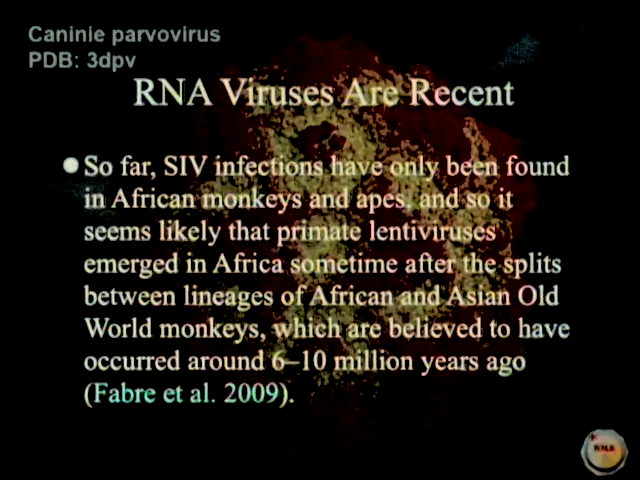 Caninie parvovirus
PDB: 3dpv
RNA Viruses Are Recent
So far, SIV infections have only been found
in African monkeys and apes, and so it
seems likely that primate lentiviruses
emerged in Africa sometime after the splits
between lineages of African and Asian Old
World monkeys, which are believed to have
occurred around 6–10 million years ago
(Fabre et al. 2009).
RNA